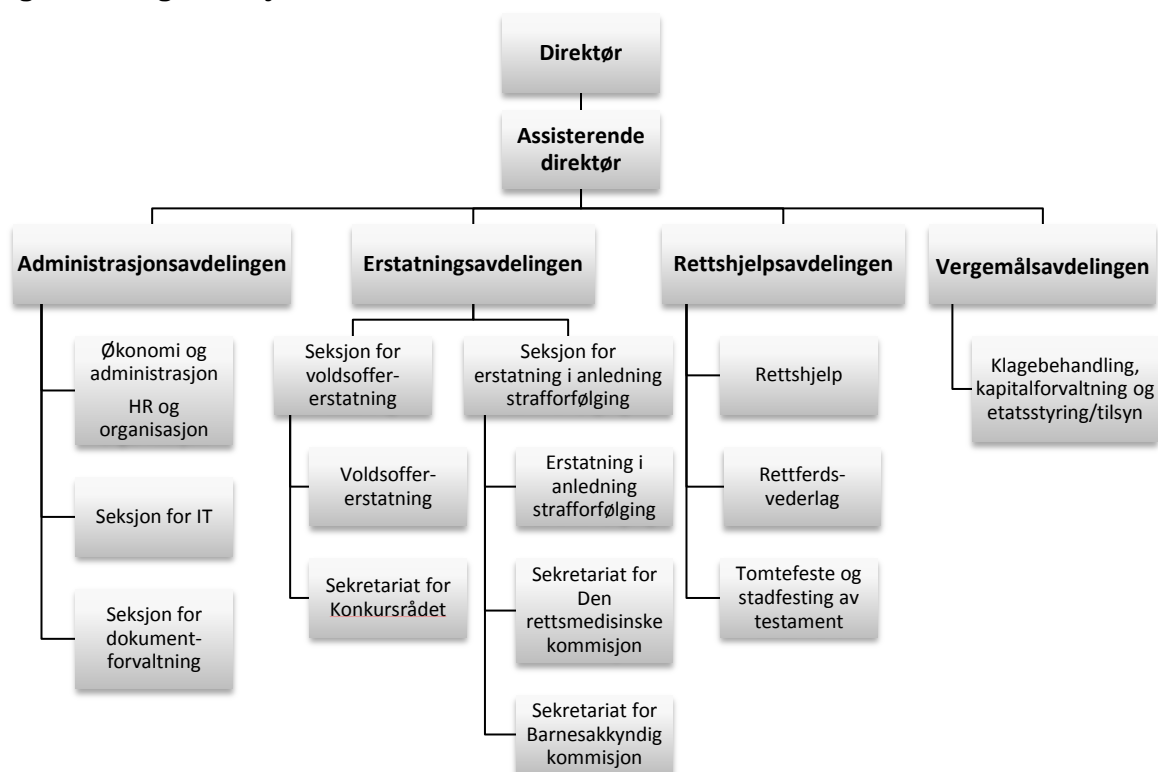 Direktør
Assisterende
direktør
Administrasjonsavdelingen
Erstatningsavdelingen
Rettshjelpsavdelingen
Vergemålsavdelingen
Økonomi og
administrasjon
HR og
organisasjon
Seksjon for IT
Seksjon for
dokument-
forvaltning
Seksjon for
voldsoffer-
erstatning
Voldsoffer-
erstatning
Sekretariat for
Konkursrådet
Seksjon for
erstatning i anledning
strafforfølging
Erstatning i
anledning
strafforfølging
Sekretariat for
Den
rettsmedisinske
kommisjon
Sekretariat for
Barnesakkyndig
kommisjon
Rettshjelp
Rettferds-
vederlag
Tomtefeste og
stadfesting av
testament
Klagebehandling,
kapitalforvaltning og
etatsstyring/tilsyn